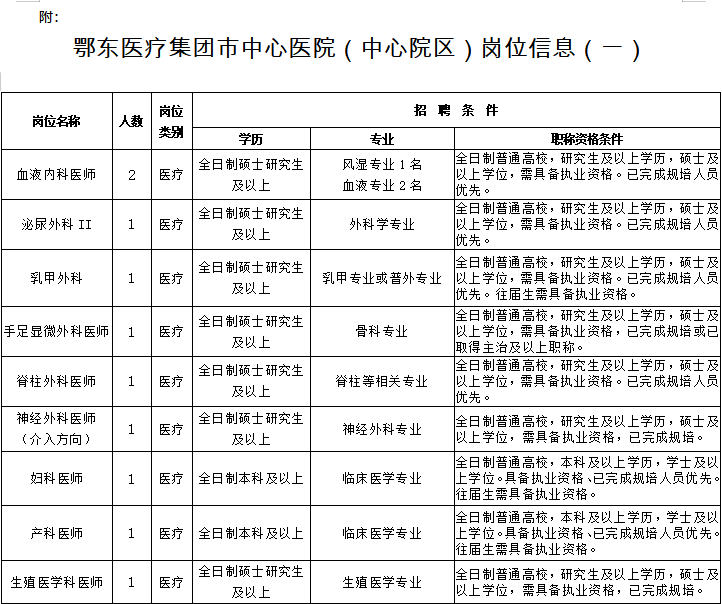 附：
鄂东医疗集团市中心医院（中心院区）岗位信息（一）
岗位名称 人数 岗位类别 招 聘 条 件
学历 专业 职称资格条件
血液内科医师 2 医疗 全日制硕士研究生
及以上
风湿专业 1 名
血液专业 2 名
全日制普通高校，研究生及以上学历，硕士及
以上学位，需具备执业资格。已完成规培人员
优先。
泌尿外科 II 1 医疗 全日制硕士研究生
及以上
外科学专业
全日制普通高校，研究生及以上学历，硕士及
以上学位，需具备执业资格。已完成规培人员
优先。
乳甲外科 1 医疗 全日制硕士研究生
及以上
乳甲专业或普外专业
全日制普通高校，研究生及以上学历，硕士及
以上学位，需具备执业资格。已完成规培人员
优先。往届生需具备执业资格。
手足显微外科医师 1 医疗 全日制硕士研究生
及以上
骨科专业
全日制普通高校，研究生及以上学历，硕士及
以上学位，需具备执业资格，已完成规培或已
取得主治及以上职称。
脊柱外科医师 1 医疗 全日制硕士研究生
及以上
脊柱等相关专业
全日制普通高校，研究生及以上学历，硕士及
以上学位，需具备执业资格。已完成规培人员
优先。
神经外科医师
（介入方向）
1 医疗 全日制硕士研究生
及以上
神经外科专业
全日制普通高校，研究生及以上学历，硕士及
以上学位，需具备执业资格，已完成规培。
妇科医师 1 医疗 全日制本科及以上 临床医学专业
全日制普通高校，本科及以上学历，学士及以
上学位。具备执业资格、已完成规培人员优先。
往届生需具备执业资格。
产科医师 1 医疗 全日制本科及以上 临床医学专业
全日制普通高校，本科及以上学历，学士及以
上学位。具备执业资格、已完成规培人员优先。
往届生需具备执业资格。
生殖医学科医师 1 医疗 全日制硕士研究生
及以上
生殖医学专业
全日制普通高校，研究生及以上学历，硕士及
以上学位，需具备执业资格，已完成规培。